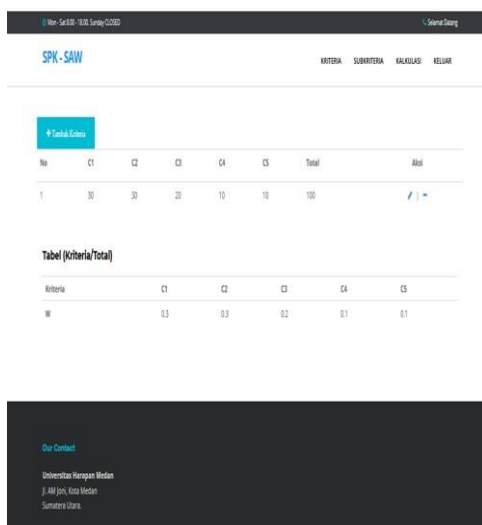 Mon - Sat 8.00 - 18.00. Sunday CLOSED Selamat Datang
SPK - SAW KRITERIA SUBKRITERIA KALKULASI KELUAR
+ Tambah Kriteria
No C1 C2 C3 C4 C5 Total Aksi
1 30 30 20 10 10 100 |
Tabel (Kriteria/Total)
Kriteria C1 C2 C3 C4 C5
W 0.3 0.3 0.2 0.1 0.1
Our Contact
Universitas Harapan Medan
Jl. AM Joni, Kota Medan
Sumatera Utara.